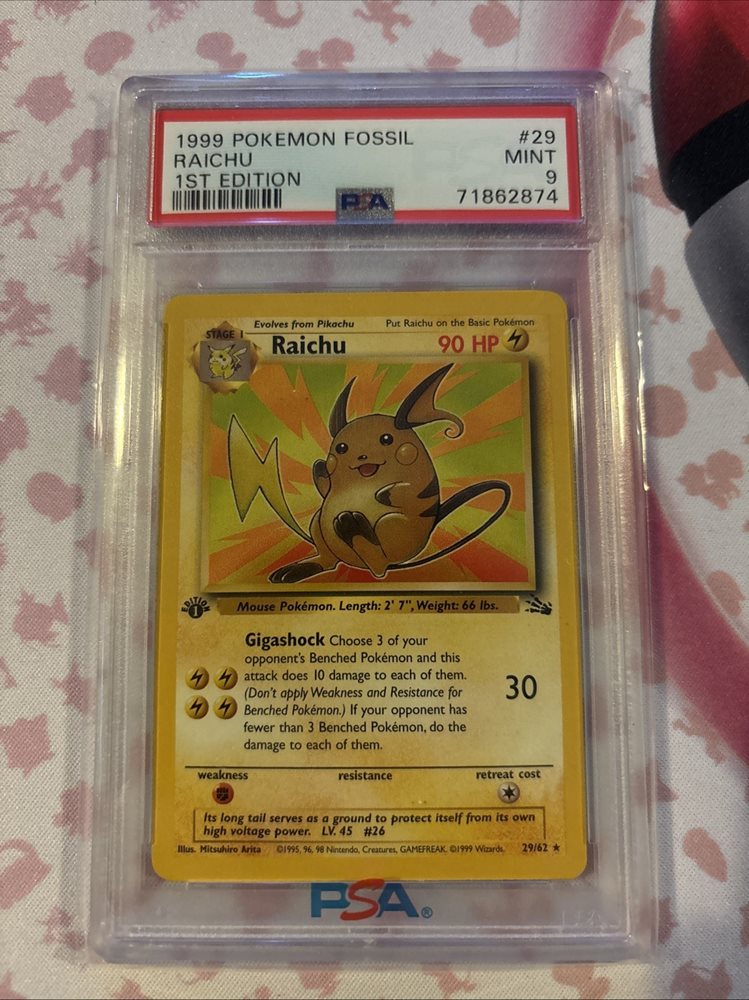 1999 POKEMON FOSSIL #29
RAICHU MINT
1ST EDITION 9
PSA 71862874
Evolves from Pikachu Put Raichu on the Basic Pokémon
STAGE 1
Raichu 90 HP
EDITION 1
Mouse Pokémon. Length: 2' 7", Weight: 66 lbs.
Gigashock Choose 3 of your
opponent's Benched Pokémon and this
attack does 10 damage to each of them.
(Don't apply Weakness and Resistance for
Benched Pokémon.) If your opponent has
fewer than 3 Benched Pokémon, do the
damage to each of them.
30
weakness resistance retreat cost
Its long tail serves as a ground to protect itself from its own
high voltage power. LV. 45 #26
Illus. Mitsuhiro Arita ©1995, 96, 98 Nintendo, Creatures, GAMEFREAK. ©1999 Wizards. 29/62 ★
PSA®